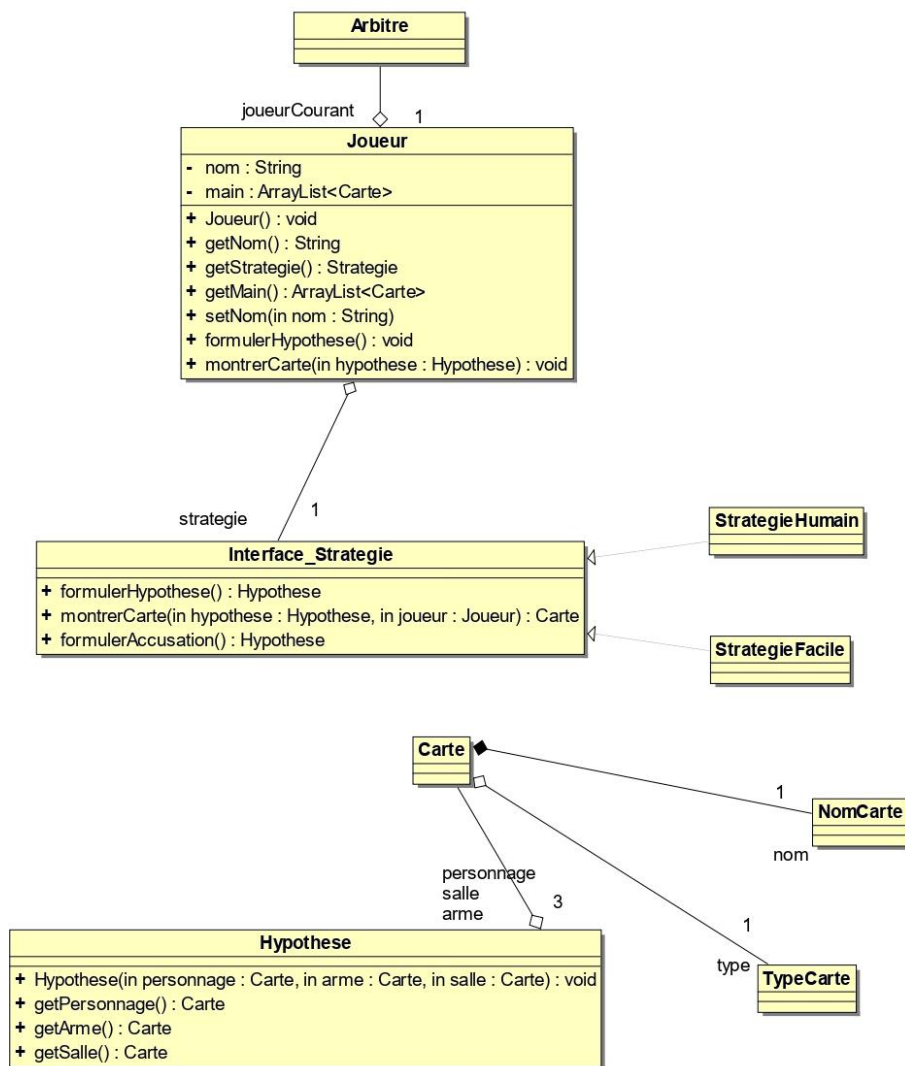 Arbitre
joueurCourant
1
Joueur
- nom : String
- main : ArrayList<Carte>
+ Joueur() : void
+ getNom() : String
+ getStrategie() : Strategie
+ getMain() : ArrayList<Carte>
+ setNom(in nom : String)
+ formulerHypothese() : void
+ montrerCarte(in hypothese : Hypothese) : void
strategie
1
Interface_Strategie
+ formulerHypothese() : Hypothese
+ montrerCarte(in hypothese : Hypothese, in joueur : Joueur) : Carte
+ formulerAccusation() : Hypothese
StrategieHumain
StrategieFacile
Carte
1
NomCarte
nom
personnage
salle
arme
3
1
type
TypeCarte
Hypothese
+ Hypothese(in personnage : Carte, in arme : Carte, in salle : Carte) : void
+ getPersonnage() : Carte
+ getArme() : Carte
+ getSalle() : Carte